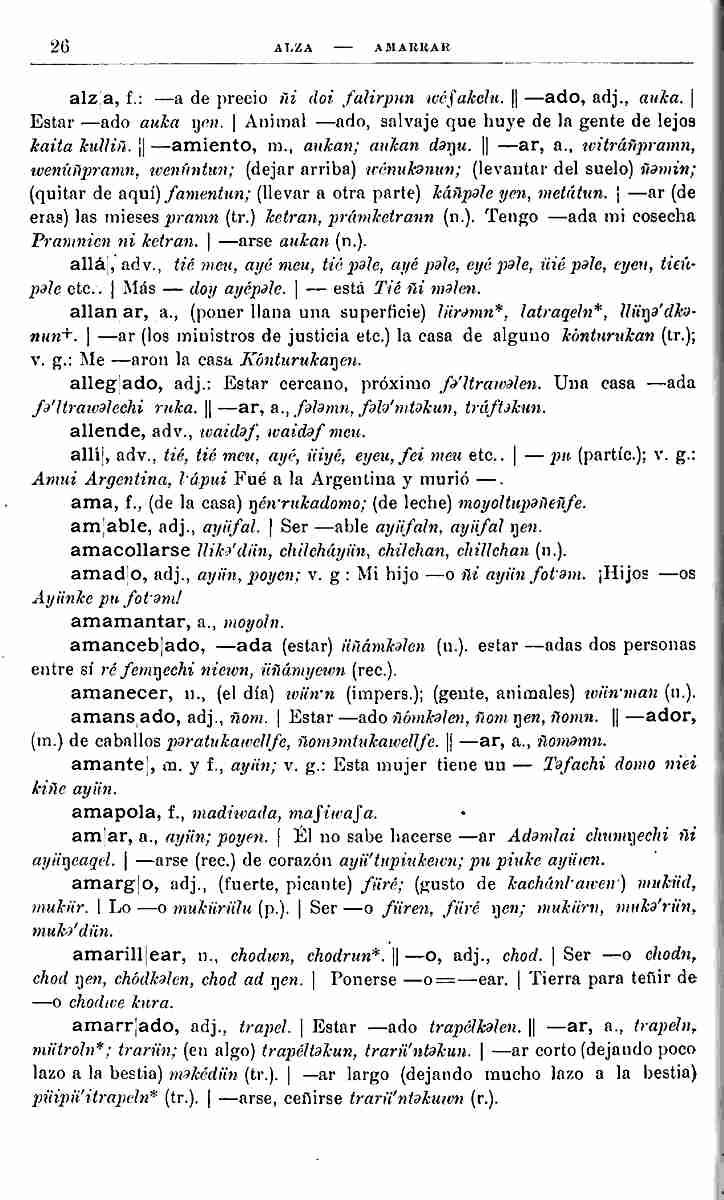 26 ALZA — AMARRAR
alz|a, f.: —a de precio ñi doi falirpun wéſakelu. || —ado, adj., auka. |
Estar —ado auka ŋen. | Animal —ado, salvaje que huye de la gente de lejos
kaita kulliñ. || —amiento, m., aukan; aukan dəŋu. || —ar, a., witráñpramn,
wenúñpramn, wenúntun; (dejar arriba) wénukənun; (levantar del suelo) ñəmin;
(quitar de aquí) famentun; (llevar a otra parte) káñpəle yen, metátun. | —ar (de
eras) las mieses pramn (tr.) ketran, prámketrann (n.). Tengo —ada mi cosecha
Pramnien ni ketran. | —arse aukan (n.).
allá|, adv., tié meu, ayé meu, tié pəle, ayé pəle, eyé pəle, üié pəle, eyeu, tieú-
pəle etc.. | Más — doy ayépəle. | — está Tié ñi məlen.
allan ar, a., (poner llana una superficie) lürəmn*, latraqeln*, llüŋə'dkə-
nun+. | —ar (los ministros de justicia etc.) la casa de alguno kónturukan (tr.);
v. g.: Me —aron la casa Kónturukaŋen.
alleg|ado, adj.: Estar cercano, próximo fə'ltrawəlen. Una casa —ada
fə'ltrawəlechi ruka. || —ar, a., fələmn, fələ'mtəkun, tráftəkun.
allende, adv., waidəf, waidəf meu.
allí|, adv., tié, tié meu, ayé, üiyé, eyeu, fei meu etc.. | — pu (partíc.); v. g.:
Amui Argentina, l·ápui Fué a la Argentina y murió —.
ama, f., (de la casa) ŋén·rukadomo; (de leche) moyoltupəñeñfe.
am|able, adj., ayüfal. | Ser —able ayüfaln, ayüfal ŋen.
amacollarse llikə'dün, chilcháyün, chilchan, chillchan (n.).
amad|o, adj., ayün, poyen; v. g : Mi hijo —o ñi ayün fot·əm. ¡Hijos —os
Ayünke pu fot·əm!
amamantar, a., moyoln.
amanceb|ado, —ada (estar) üñámkəlen (n.). estar —adas dos personas
entre sí ré femŋechi niewn, üñámyewn (rec.).
amanecer, n., (el día) wün·n (impers.); (gente, animales) wün·man (n.).
amans|ado, adj., ñom. | Estar —ado ñómkəlen, ñom ŋen, ñomn. || —ador,
(m.) de caballos pəratukawellfe, ñoməmtukawellfe. || —ar, a., ñoməmn.
amante|, m. y f., ayün; v. g.: Esta mujer tiene un — Təfachi domo niei
kiñe ayün.
amapola, f., madiwada, maſiwaſa.
am|ar, a., ayün; poyen. | Él no sabe hacerse —ar Adəmlai chumŋechi ñi
ayüŋeaqel. | —arse (rec.) de corazón ayü'tupiukewn; pu piuke ayüwn.
amarg|o, adj., (fuerte, picante) füré; (gusto de kachánl·awen·) muküd,
mukür. | Lo —o mukürülu (p.). | Ser —o füren, füré ŋen; mukürn, mukə'rün,
mukə'dün.
amarill|ear, n., chodwn, chodrun*. || —o, adj., chod. | Ser —o chodn,
chod ŋen, chódkəlen, chod ad ŋen. | Ponerse —o=—ear. | Tierra para teñir de
—o chodwe kura.
amarr|ado, adj., trapel. | Estar —ado trapélkəlen. || —ar, a., trapeln,
mütroln*; trarün; (en algo) trapéltəkun, trarü'ntəkun. | —ar corto (dejando poco
lazo a la bestia) məkédün (tr.). | —ar largo (dejando mucho lazo a la bestia)
püipü'itrapeln* (tr.). | —arse, ceñirse trarü'ntəkuwn (r.).